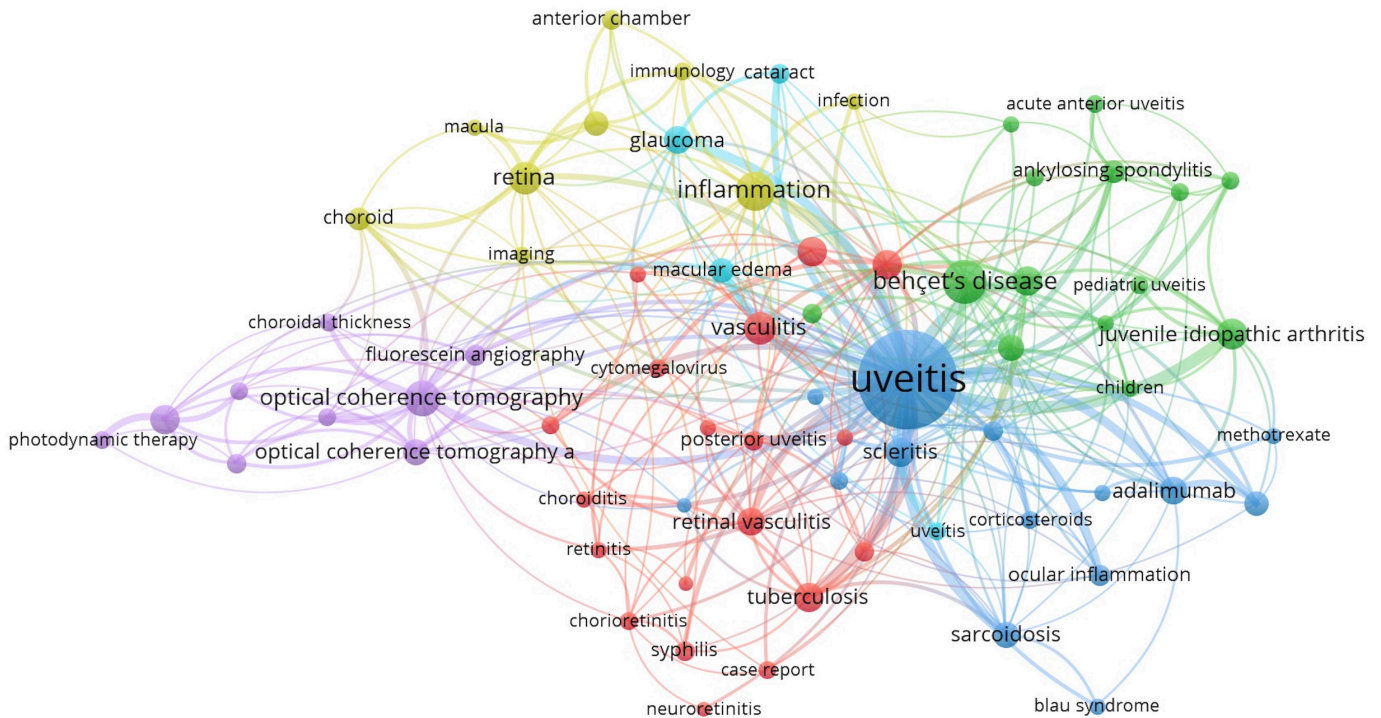 anterior chamber
immunology
cataract
infection
acute anterior uveitis
macula
glaucoma
ankylosing spondylitis
retina
inflammation
choroid
imaging
macular edema
behçet's disease
pediatric uveitis
choroidal thickness
vasculitis
juvenile idiopathic arthritis
fluorescein angiography
cytomegalovirus
uveitis
children
optical coherence tomography
photodynamic therapy
posterior uveitis
methotrexate
optical coherence tomography a
scleritis
choroiditis
adalimumab
retinal vasculitis
corticosteroids
uveítis
retinitis
ocular inflammation
tuberculosis
chorioretinitis
sarcoidosis
syphilis
case report
neuroretinitis
blau syndrome